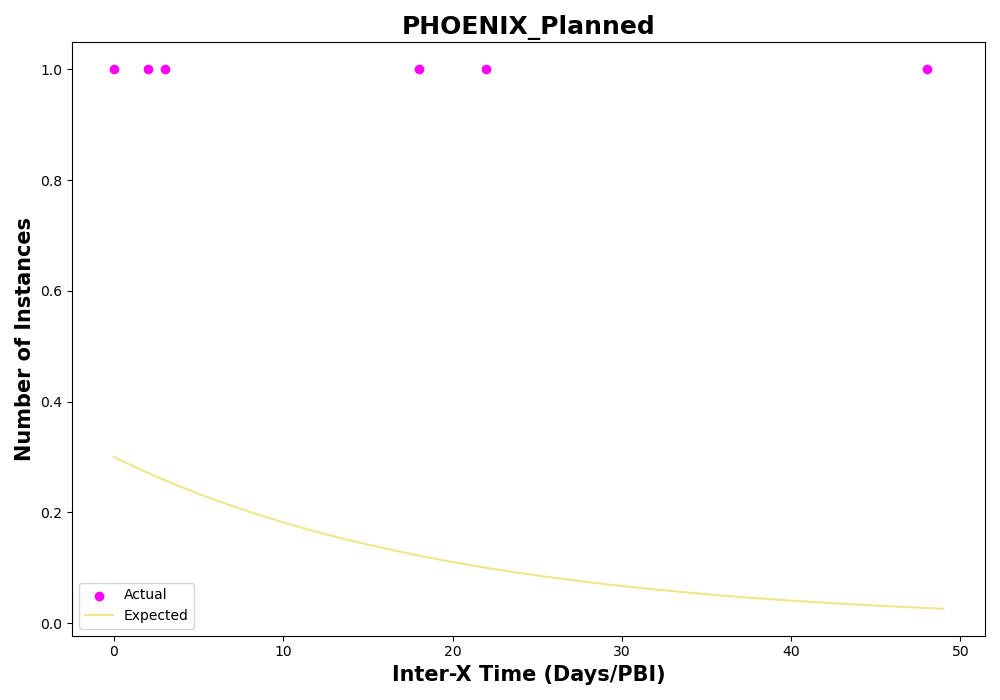 PHOENIX_Planned
Number of Instances
1.0
0.8
0.6
0.4
0.2
0.0
Actual
Expected
0 10 20 30 40 50
Inter-X Time (Days/PBI)